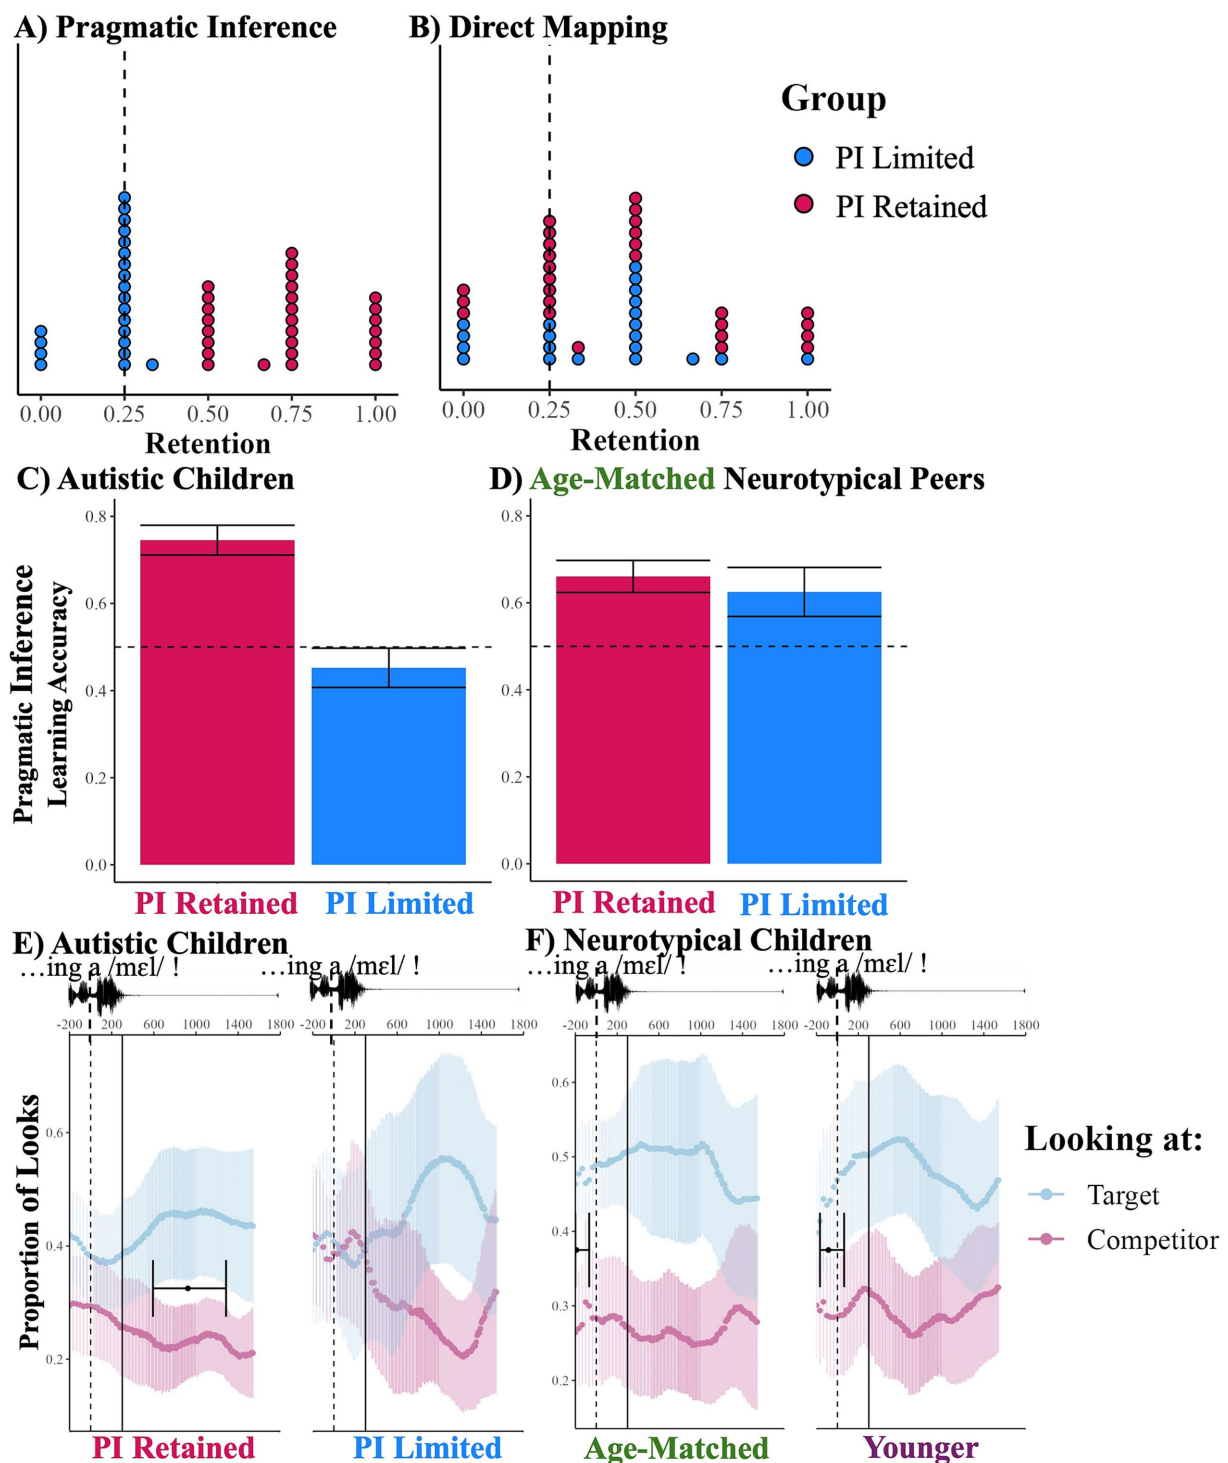 A) Pragmatic Inference
B) Direct Mapping
Group
PI Limited
PI Retained
0.00 0.25 0.50 0.75 1.00
Retention
0.00 0.25 0.50 0.75 1.00
Retention
C) Autistic Children
D) Age-Matched Neurotypical Peers
Pragmatic Inference
Learning Accuracy
0.8
0.6
0.4
0.2
0.0
PI Retained PI Limited
0.8
0.6
0.4
0.2
0.0
PI Retained PI Limited
E) Autistic Children
…ing a /mɛl/ ! …ing a /mɛl/ !
-200 200 600 1000 1400 1800
-200 200 600 1000 1400 1800
Proportion of Looks
0.6
0.4
0.2
PI Retained PI Limited
F) Neurotypical Children
…ing a /mɛl/ ! …ing a /mɛl/ !
-200 200 600 1000 1400 1800
-200 200 600 1000 1400 1800
0.6
0.5
0.4
0.3
0.2
Age-Matched Younger
Looking at:
Target
Competitor